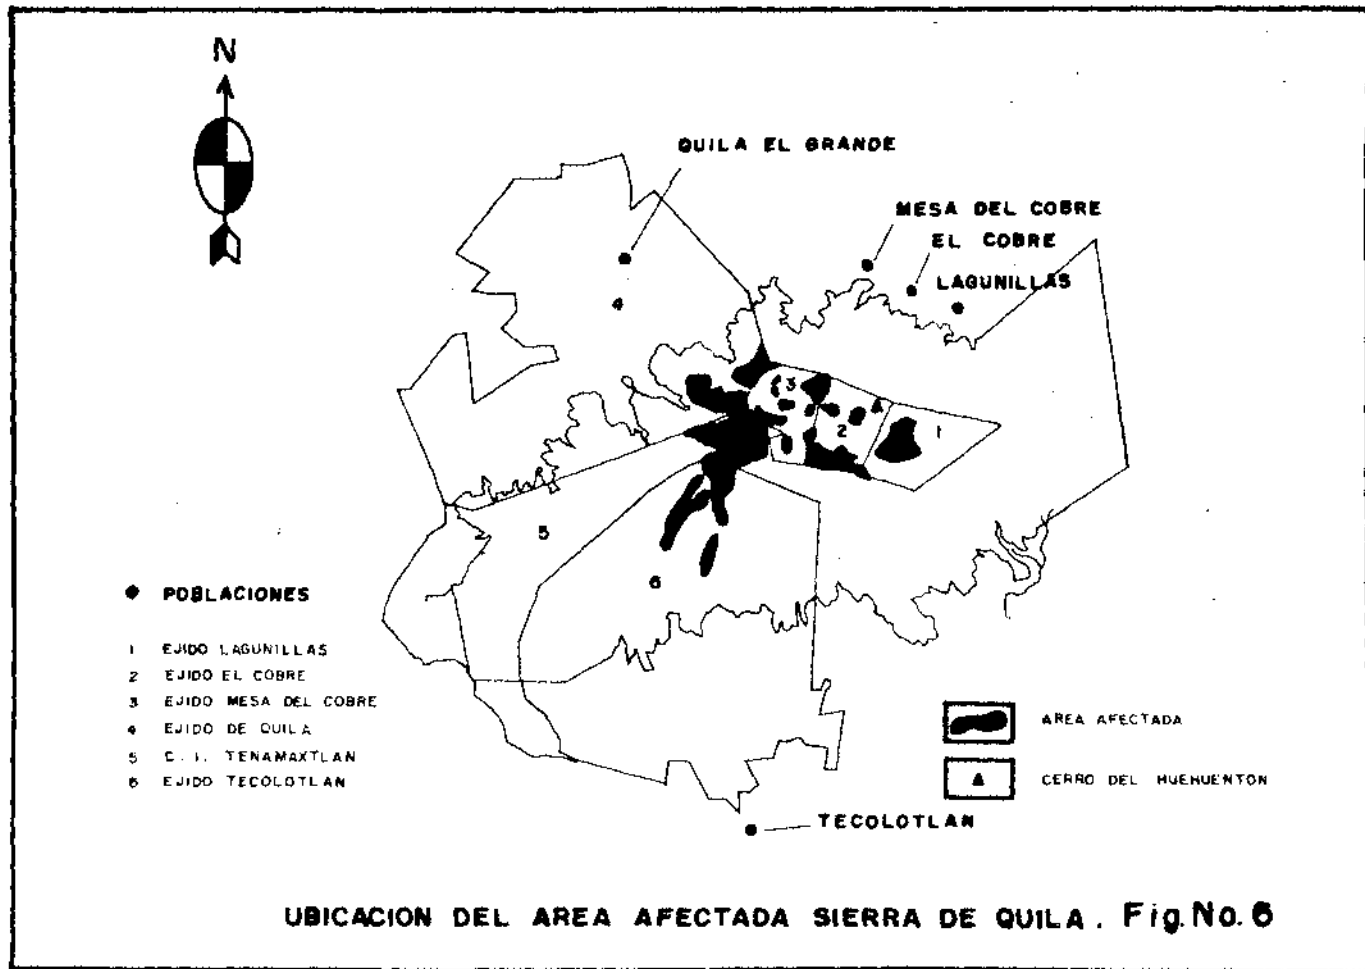 N
QUILA EL GRANDE
MESA DEL COBRE
EL COBRE
LAGUNILLAS
4
3
2
1
5
6
POBLACIONES
1 EJIDO LAGUNILLAS
2 EJIDO EL COBRE
3 EJIDO MESA DEL COBRE
4 EJIDO DE QUILA
5 C. I. TENAMAXTLAN
6 EJIDO TECOLOTLAN
AREA AFECTADA
CERRO DEL HUEHUENTON
TECOLOTLAN
UBICACION DEL AREA AFECTADA SIERRA DE QUILA. Fig. No. 6